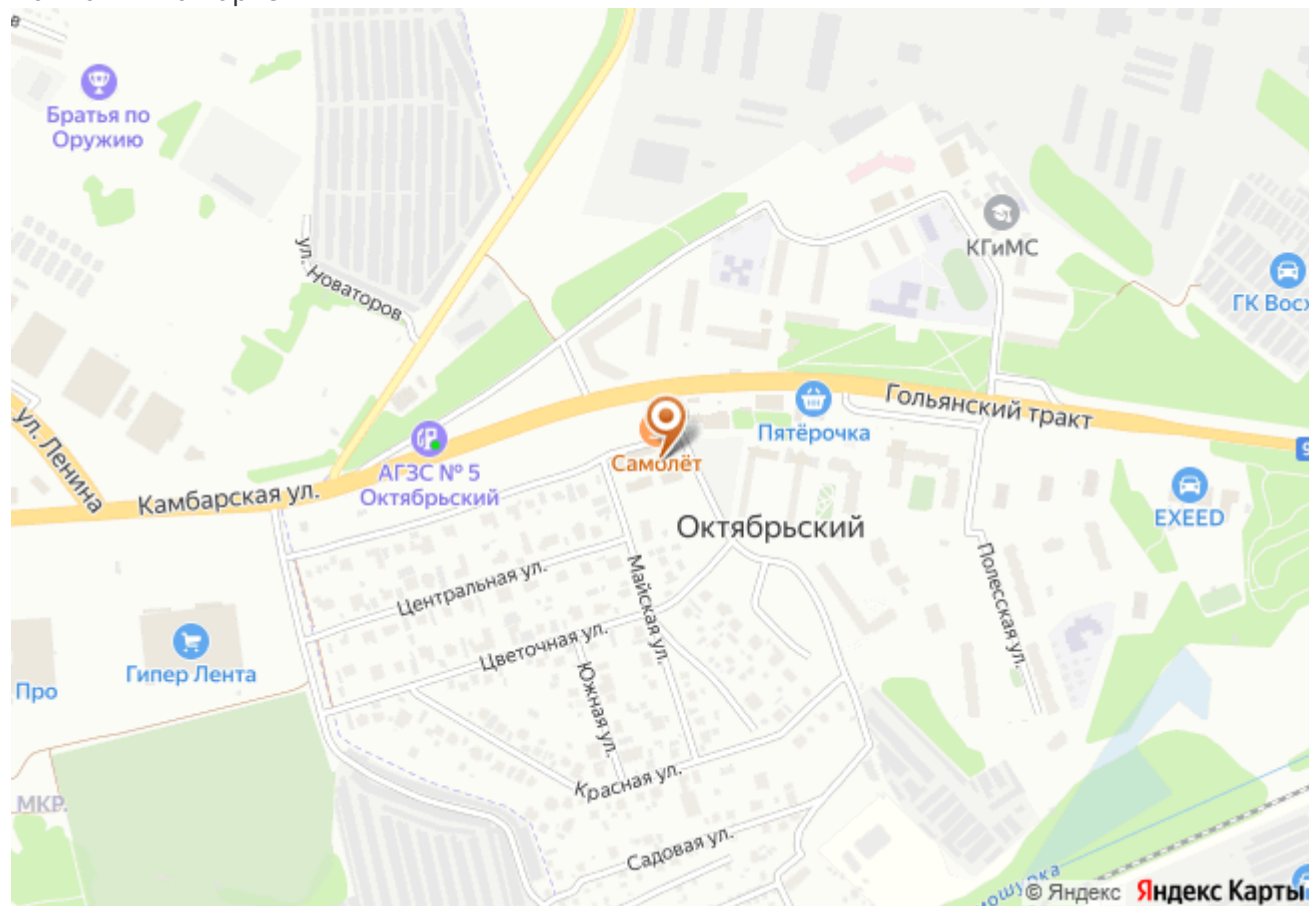 Братья по
Оружию
КГиМС
ул. Новаторов
ГК Восх
ул. Ленина
Гольянский тракт
Пятёрочка
АГЗС № 5
Октябрьский
Самолёт
Камбарская ул.
EXEED
Октябрьский
Центральная ул.
Майская ул.
Полесская ул.
Цветочная ул.
Гипер Лента
Про
Южная ул.
Красная ул.
МКР.
Садовая ул.
© Яндекс Яндекс Карты